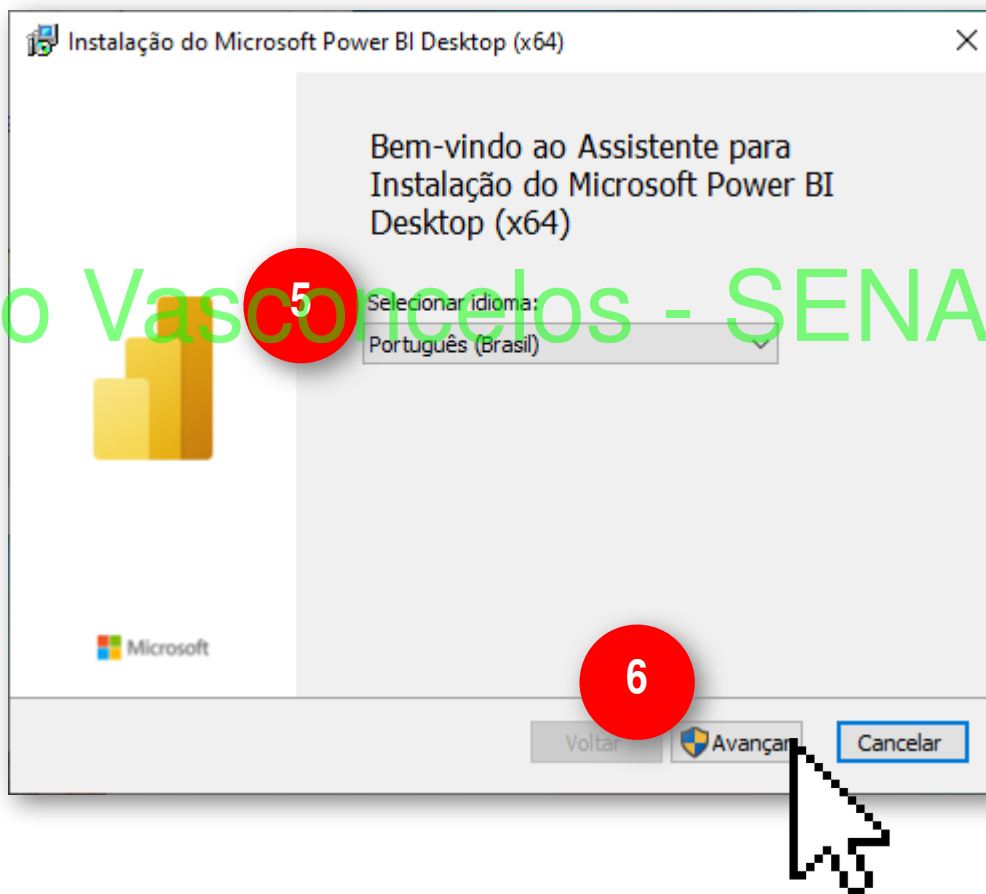 Instalação do Microsoft Power BI Desktop (x64)
Bem-vindo ao Assistente para
Instalação do Microsoft Power BI
Desktop (x64)
o Vasconcelos - SENA
5
Selecionar idioma:
Português (Brasil)
Microsoft
6
Voltar
Avançar
Cancelar